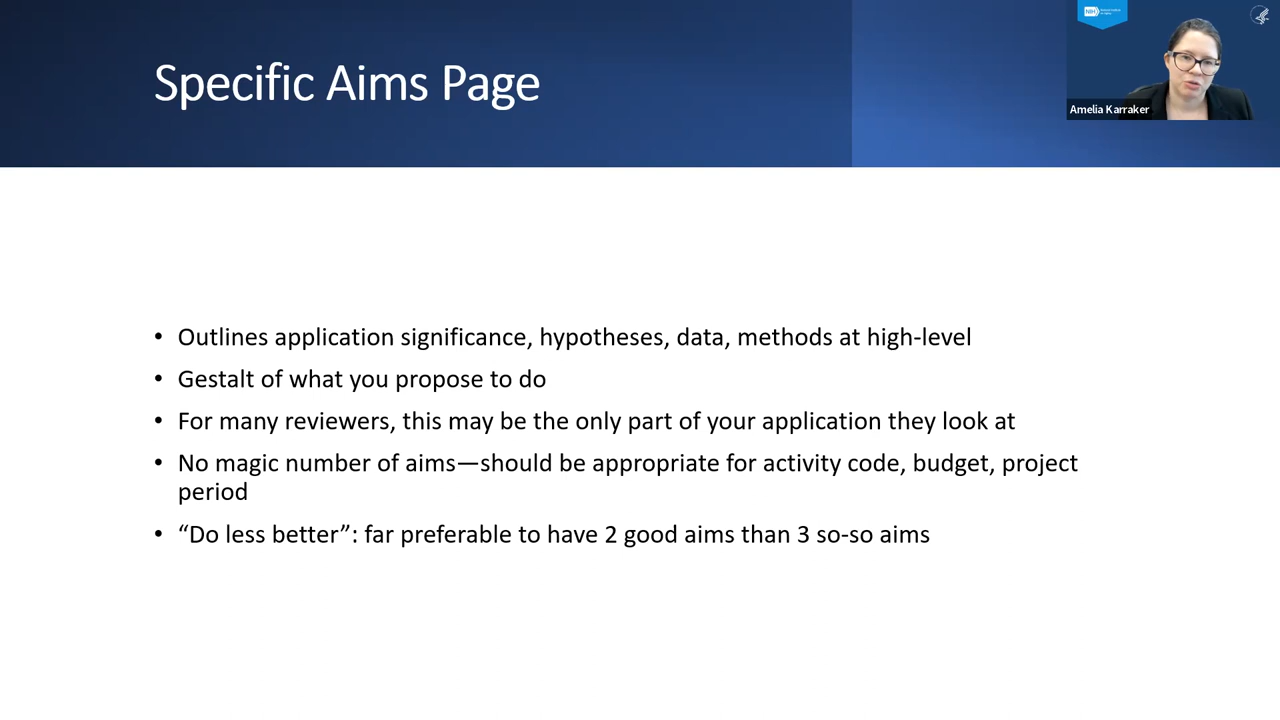 Specific Aims Page
NIH
Amelia Karraker
• Outlines application significance, hypotheses, data, methods at high-level
• Gestalt of what you propose to do
• For many reviewers, this may be the only part of your application they look at
• No magic number of aims—should be appropriate for activity code, budget, project
period
• “Do less better”: far preferable to have 2 good aims than 3 so-so aims